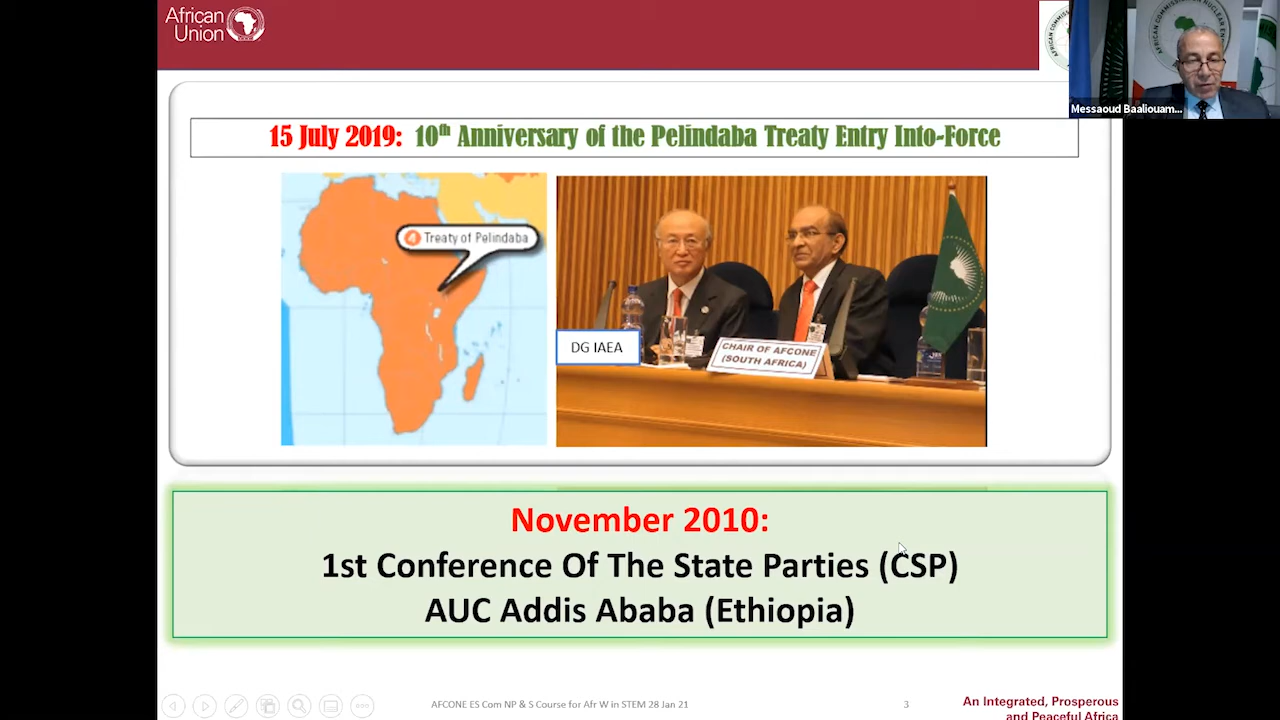 African
Union
Messaoud Baaliouam...
15 July 2019: 10th Anniversary of the Pelindaba Treaty Entry Into-Force
4 Treaty of Pelindaba
DG IAEA
CHAIR OF AFCONE
(SOUTH AFRICA)
November 2010:
1st Conference Of The State Parties (CSP)
AUC Addis Ababa (Ethiopia)
AFCONE ES Com NP & S Course for Afr W in STEM 28 Jan 21
3
An Integrated, Prosperous
and Peaceful Africa